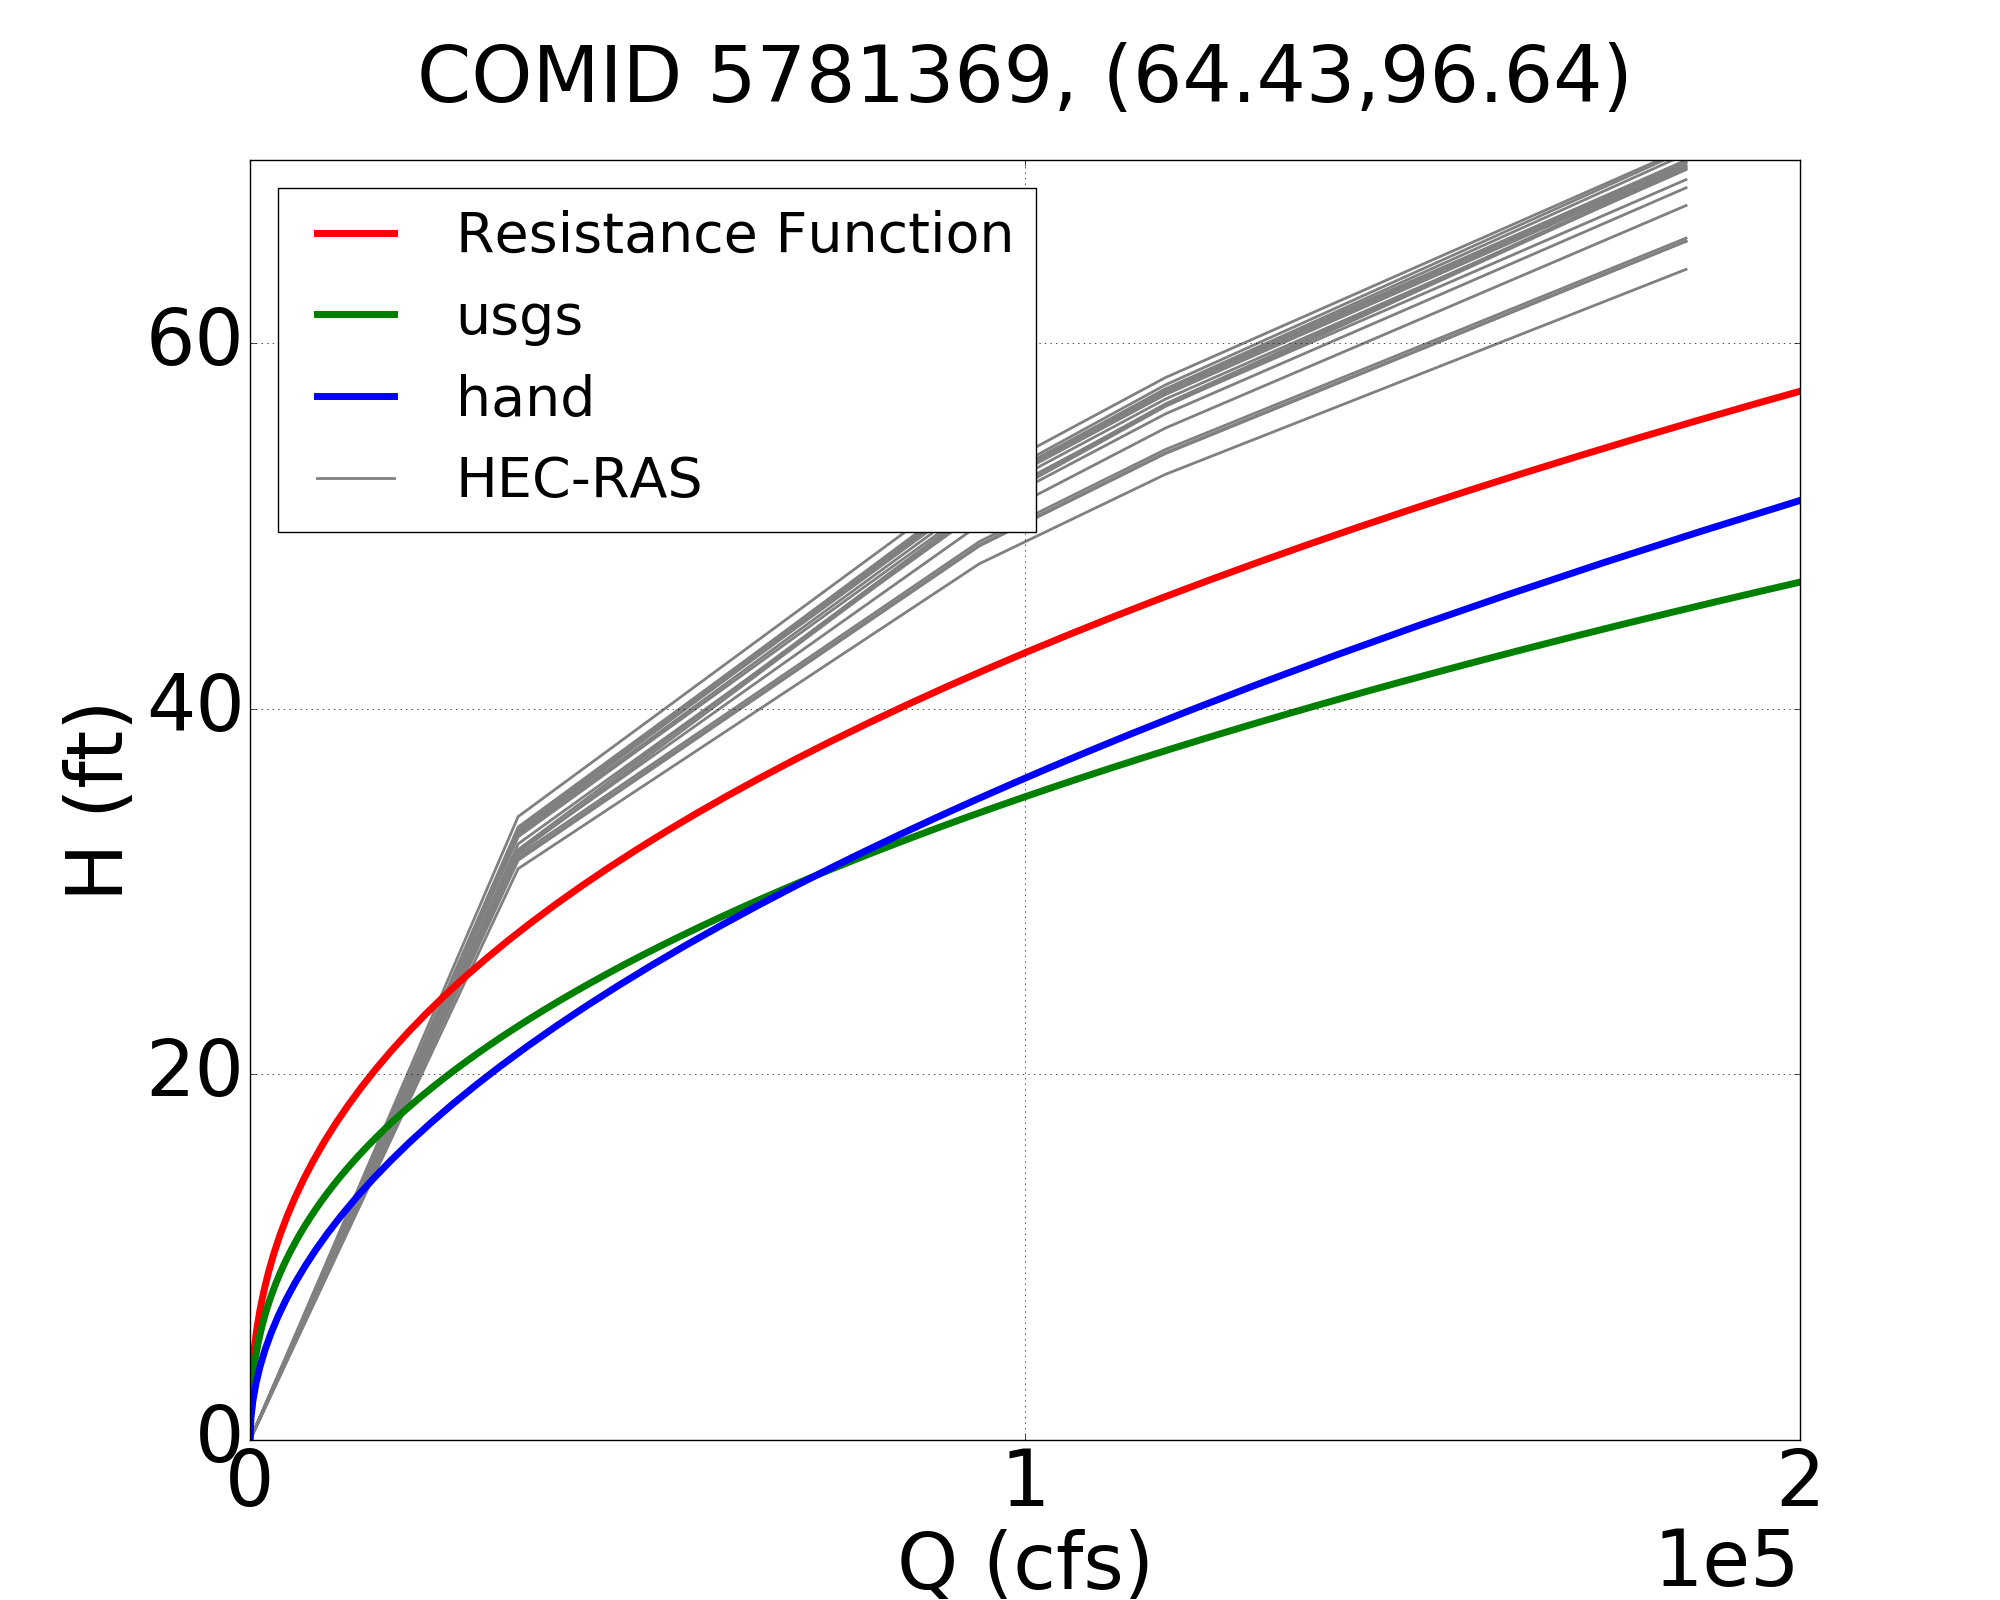 COMID 5781369, (64.43,96.64)
Resistance Function
usgs
hand
HEC-RAS
60
40
20
0
H (ft)
0 1 2
Q (cfs)
1e5